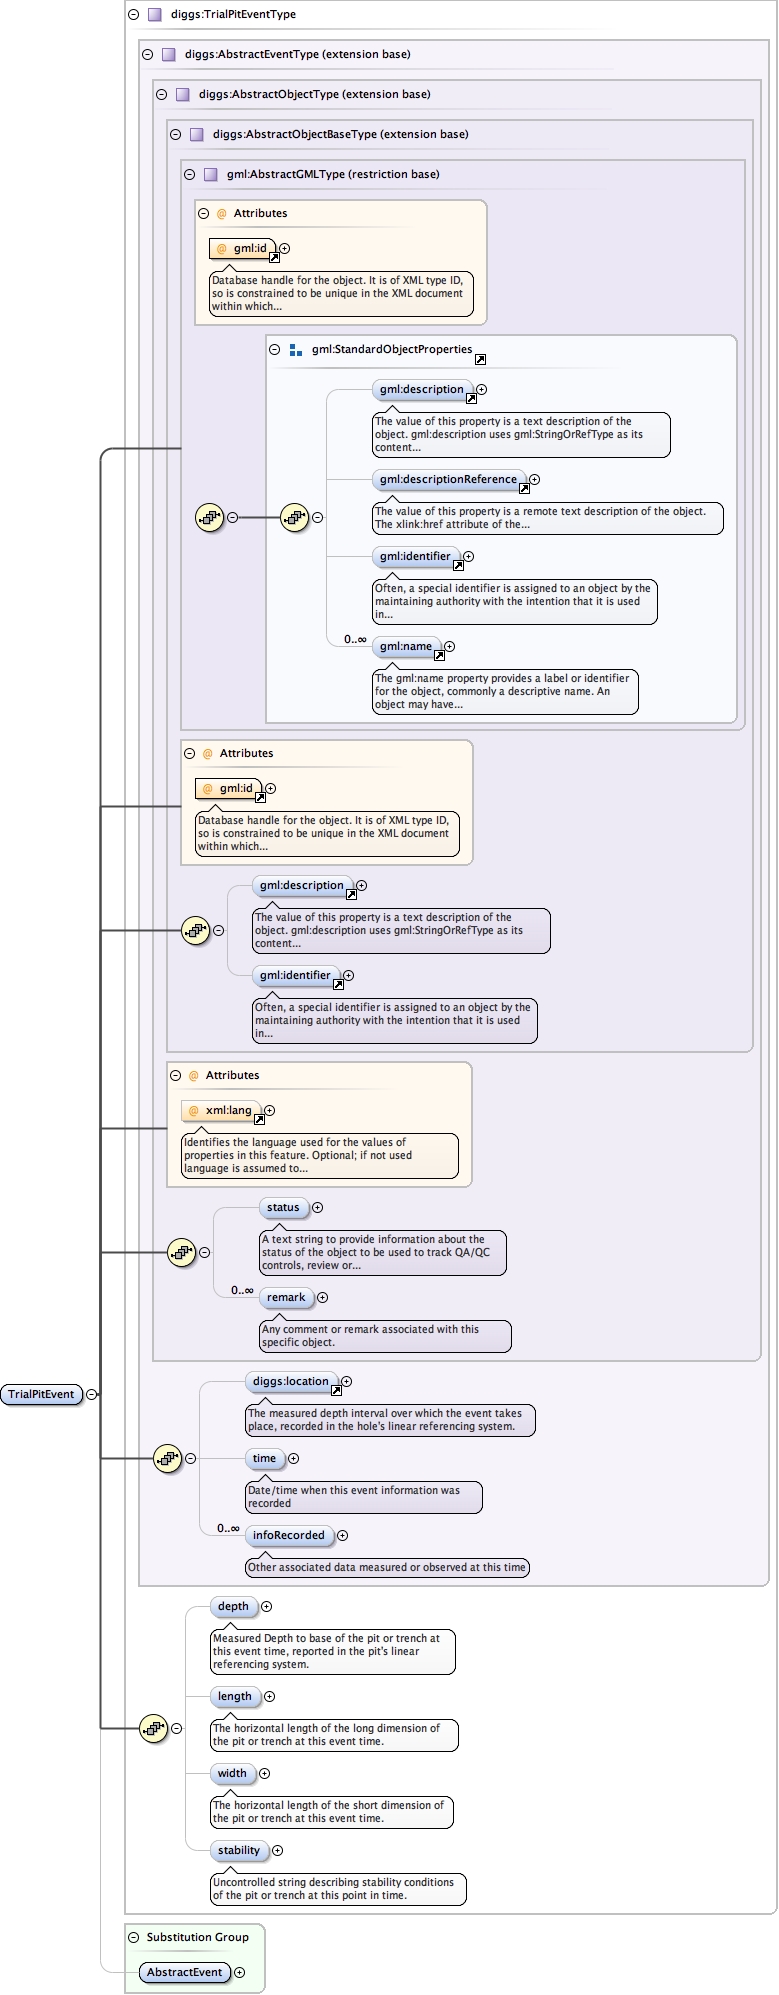 diggs:TrialPitEventType
diggs:AbstractEventType (extension base)
diggs:AbstractObjectType (extension base)
diggs:AbstractObjectBaseType (extension base)
gml:AbstractGMLType (restriction base)
@ Attributes
@ gml:id
Database handle for the object. It is of XML type ID,
so is constrained to be unique in the XML document
within which...
gml:StandardObjectProperties
gml:description
The value of this property is a text description of the
object. gml:description uses gml:StringOrRefType as its
content...
gml:descriptionReference
The value of this property is a remote text description of the object.
The xlink:href attribute of the...
gml:identifier
Often, a special identifier is assigned to an object by the
maintaining authority with the intention that it is used
in...
0..∞
gml:name
The gml:name property provides a label or identifier
for the object, commonly a descriptive name. An
object may have...
@ Attributes
@ gml:id
Database handle for the object. It is of XML type ID,
so is constrained to be unique in the XML document
within which...
gml:description
The value of this property is a text description of the
object. gml:description uses gml:StringOrRefType as its
content...
gml:identifier
Often, a special identifier is assigned to an object by the
maintaining authority with the intention that it is used
in...
@ Attributes
@ xml:lang
Identifies the language used for the values of
properties in this feature. Optional; if not used
language is assumed to...
status
A text string to provide information about the
status of the object to be used to track QA/QC
controls, review or...
0..∞
remark
Any comment or remark associated with this
specific object.
TrialPitEvent
diggs:location
The measured depth interval over which the event takes
place, recorded in the hole's linear referencing system.
time
Date/time when this event information was
recorded
0..∞
infoRecorded
Other associated data measured or observed at this time
depth
Measured Depth to base of the pit or trench at
this event time, reported in the pit's linear
referencing system.
length
The horizontal length of the long dimension of
the pit or trench at this event time.
width
The horizontal length of the short dimension of
the pit or trench at this event time.
stability
Uncontrolled string describing stability conditions
of the pit or trench at this point in time.
Substitution Group
AbstractEvent